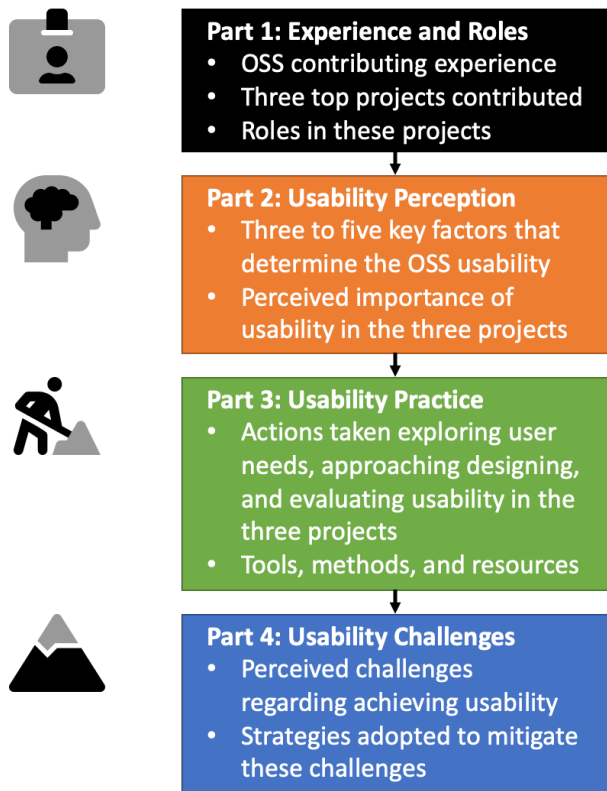 Part 1: Experience and Roles
• OSS contributing experience
• Three top projects contributed
• Roles in these projects
Part 2: Usability Perception
• Three to five key factors that
determine the OSS usability
• Perceived importance of
usability in the three projects
Part 3: Usability Practice
• Actions taken exploring user
needs, approaching designing,
and evaluating usability in the
three projects
• Tools, methods, and resources
Part 4: Usability Challenges
• Perceived challenges
regarding achieving usability
• Strategies adopted to mitigate
these challenges